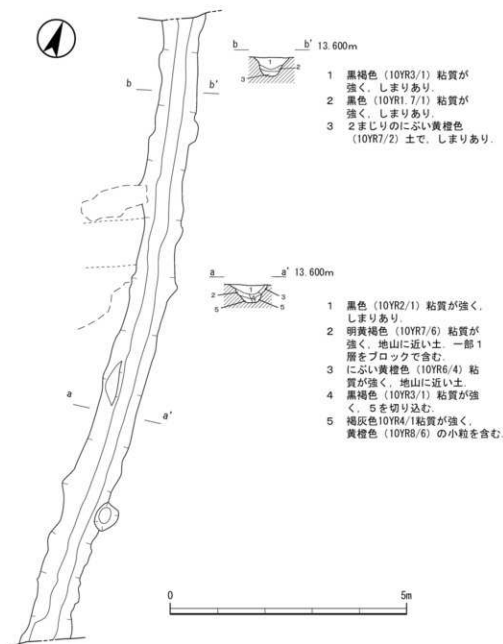 b b' 13.600m
1
2
3
1 黒褐色(10YR3/1)粘質が
強く，しまりあり．
2 黒色(10YR1.7/1)粘質が
強く，しまりあり．
3 2まじりのにぶい黄橙色
(10YR7/2)土で，しまりあり．
b b'
a a' 13.600m
1
2 3
5 5
1 黒色(10YR2/1)粘質が強く，
しまりあり．
2 明黄褐色(10YR7/6)粘質が
強く，地山に近い土．一部1
層をブロックで含む．
3 にぶい黄橙色(10YR6/4)粘
質が強く，地山に近い土．
4 黒褐色(10YR3/1)粘質が強
く，5を切り込む．
5 褐灰色10YR4/1粘質が強く，
黄橙色(10YR8/6)の小粒を含む．
a a'
0 5m